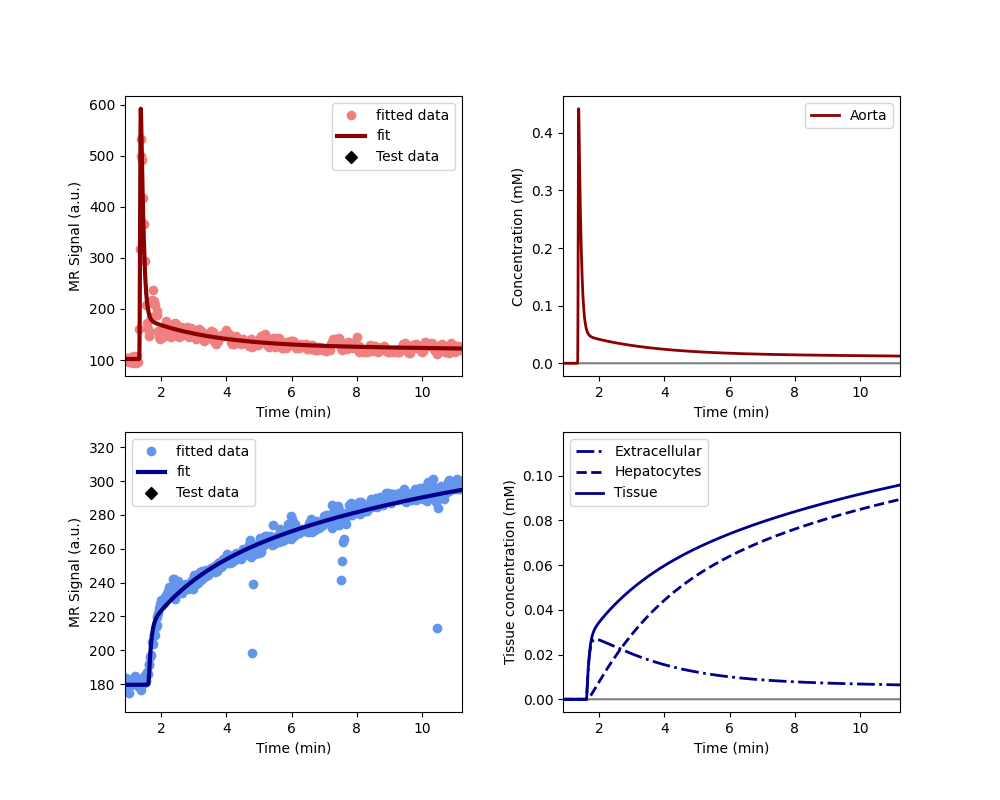 MR Signal (a.u.)
600
500
400
300
200
100
fitted data
fit
Test data
2 4 6 8 10
Time (min)
Concentration (mM)
0.4
0.3
0.2
0.1
0.0
Aorta
2 4 6 8 10
Time (min)
MR Signal (a.u.)
320
300
280
260
240
220
200
180
fitted data
fit
Test data
2 4 6 8 10
Time (min)
Tissue concentration (mM)
0.10
0.08
0.06
0.04
0.02
0.00
Extracellular
Hepatocytes
Tissue
2 4 6 8 10
Time (min)